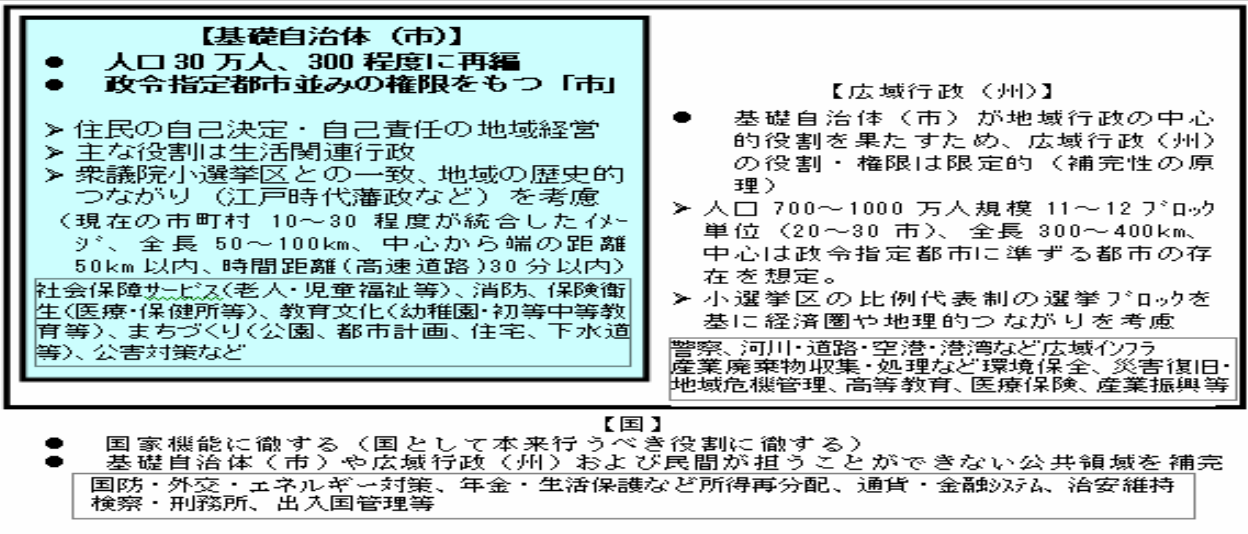 【基礎自治体（市）】
● 人口 30 万人、300 程度に再編
● 政令指定都市並みの権限をもつ「市」
➢ 住民の自己決定・自己責任の地域経営
➢ 主な役割は生活関連行政
➢ 衆議院小選挙区との一致、地域の歴史的
つながり（江戸時代藩政など）を考慮
（現在の市町村 10～30 程度が統合したイメー
ジ、全長 50～100km、中心から端の距離
50km 以内、時間距離(高速道路)30 分以内）
社会保障サービス(老人・児童福祉等)、消防、保険衛
生(医療・保健所等)、教育文化(幼稚園・初等中等教
育等)、まちづくり(公園、都市計画、住宅、下水道
等)、公害対策など
【広域行政（州）】
● 基礎自治体（市）が地域行政の中心
的役割を果たすため、広域行政（州）
の役割・権限は限定的（補完性の原
理）
➢ 人口 700～1000 万人規模 11～12 ブロック
単位（20～30 市）、全長 300～400km、
中心は政令指定都市に準ずる都市の存
在を想定。
➢ 小選挙区の比例代表制の選挙ブロックを
基に経済圏や地理的つながりを考慮
警察、河川・道路・空港・港湾など広域インフラ
産業廃棄物収集・処理など環境保全、災害復旧・
地域危機管理、高等教育、医療保険、産業振興等
【国】
● 国家機能に徹する（国として本来行うべき役割に徹する）
● 基礎自治体（市）や広域行政（州）および民間が担うことができない公共領域を補完
国防・外交・エネルギー対策、年金・生活保護など所得再分配、通貨・金融システム、治安維持
検察・刑務所、出入国管理等